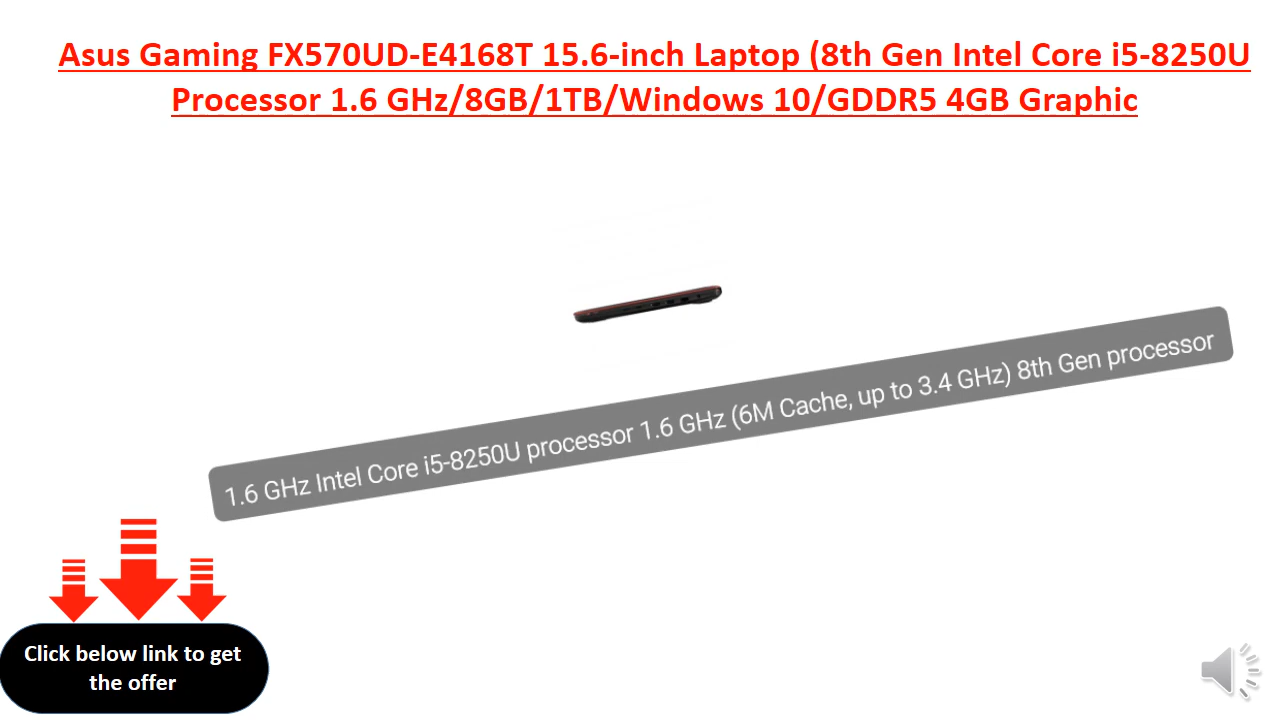 Asus Gaming FX570UD-E4168T 15.6-inch Laptop (8th Gen Intel Core i5-8250U
Processor 1.6 GHz/8GB/1TB/Windows 10/GDDR5 4GB Graphic
1.6 GHz Intel Core i5-8250U processor 1.6 GHz (6M Cache, up to 3.4 GHz) 8th Gen processor
Click below link to get
the offer